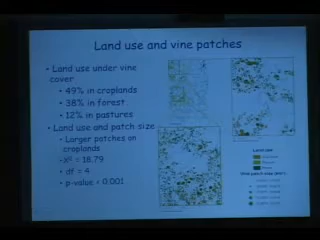 Land use and vine patches
• Land use under vine
cover
• 49% in croplands
• 38% in forest
• 12% in pastures
• Land use and patch size
• Larger patches on
croplands
-X² = 18.79
• df = 4
• p-value < 0.001
Land use